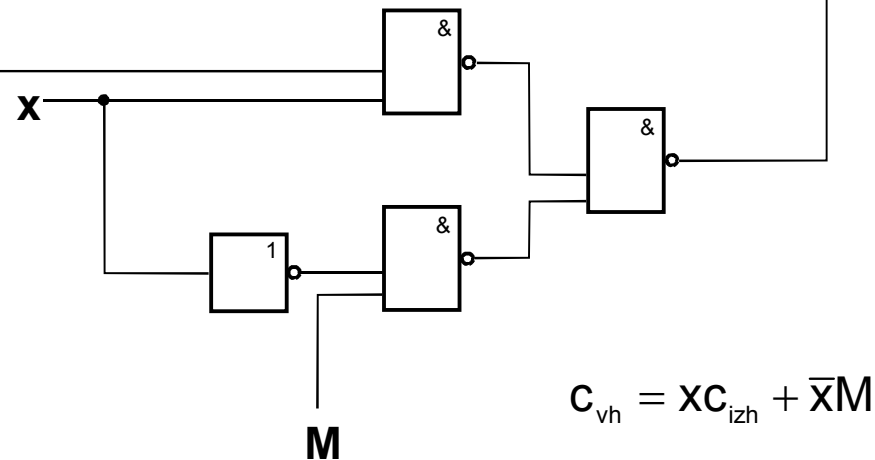 &
x
&
&
1
c_vh = xc_izh + x̅M
M